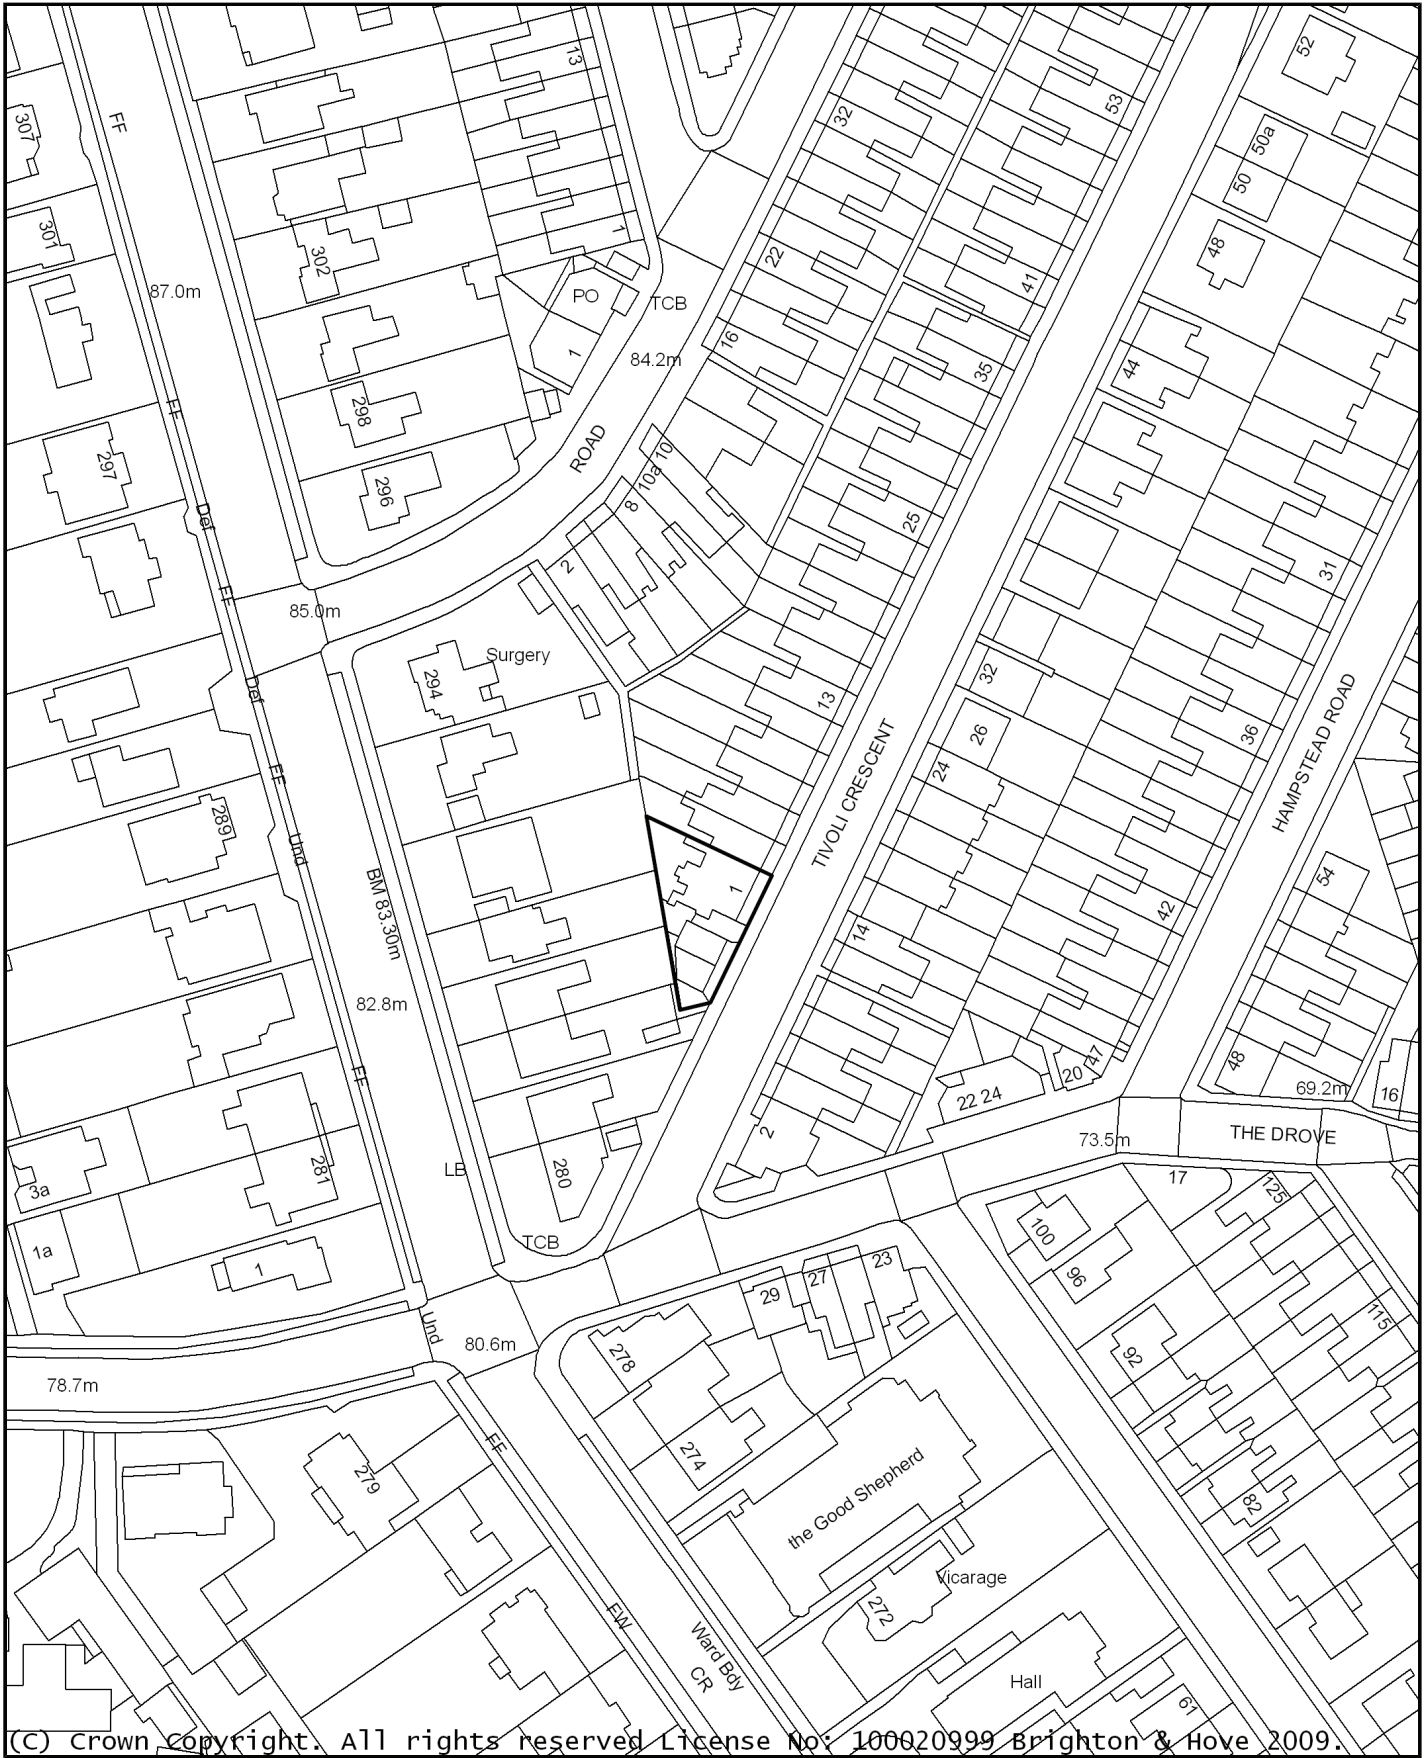 13
52
FF
307
32
53
50a
50
301
302
1
22
48
41
87.0m
PO
TCB
1
84.2m
16
35
44
FF
298
ROAD
297
296
10
10a
8
25
Def
31
2
FF
85.0m
Surgery
294
32
Def
13
26
36
HAMPSTEAD ROAD
FF
24
TIVOLI CRESCENT
289
Und
1
54
BM 83.30m
42
14
82.8m
FF
48
47
20
22 24
69.2m
16
2
73.5m
THE DROVE
LB
280
281
3a
17
125
1a
TCB
100
1
23
27
29
96
115
Und
80.6m
278
92
78.7m
FF
274
279
the Good Shepherd
82
Vicarage
272
FW
Ward Bdy
CR
Hall
61
(C) Crown Copyright. All rights reserved License No: 100020999 Brighton & Hove 2009.